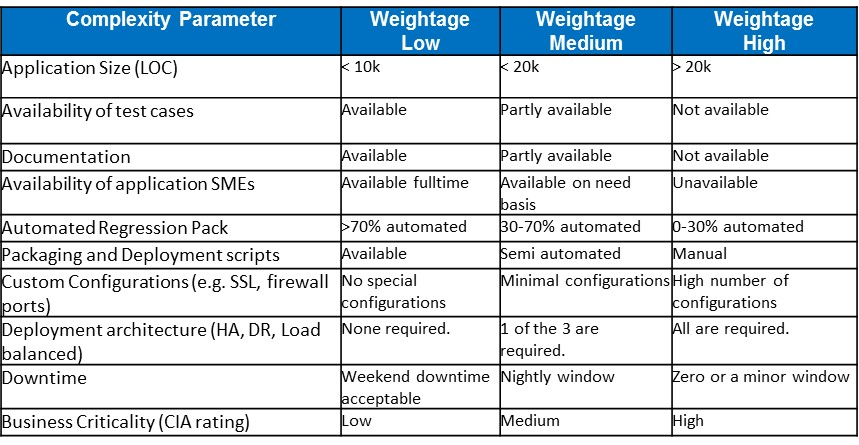 Complexity Parameter Weightage Low Weightage Medium Weightage High
Application Size (LOC) < 10k < 20k > 20k
Availability of test cases Available Partly available Not available
Documentation Available Partly available Not available
Availability of application SMEs Available fulltime Available on need basis Unavailable
Automated Regression Pack >70% automated 30-70% automated 0-30% automated
Packaging and Deployment scripts Available Semi automated Manual
Custom Configurations (e.g. SSL, firewall ports) No special configurations Minimal configurations High number of configurations
Deployment architecture (HA, DR, Load balanced) None required. 1 of the 3 are required. All are required.
Downtime Weekend downtime acceptable Nightly window Zero or a minor window
Business Criticality (CIA rating) Low Medium High